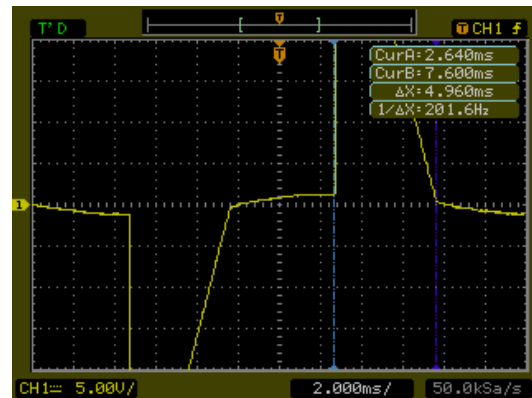 T'D T CH1
T
CurA:2.640ms
CurB:7.600ms
ΔX:4.960ms
1/ΔX:201.6Hz
1
CH1 5.00V/ 2.000ms/ 50.0kSa/s